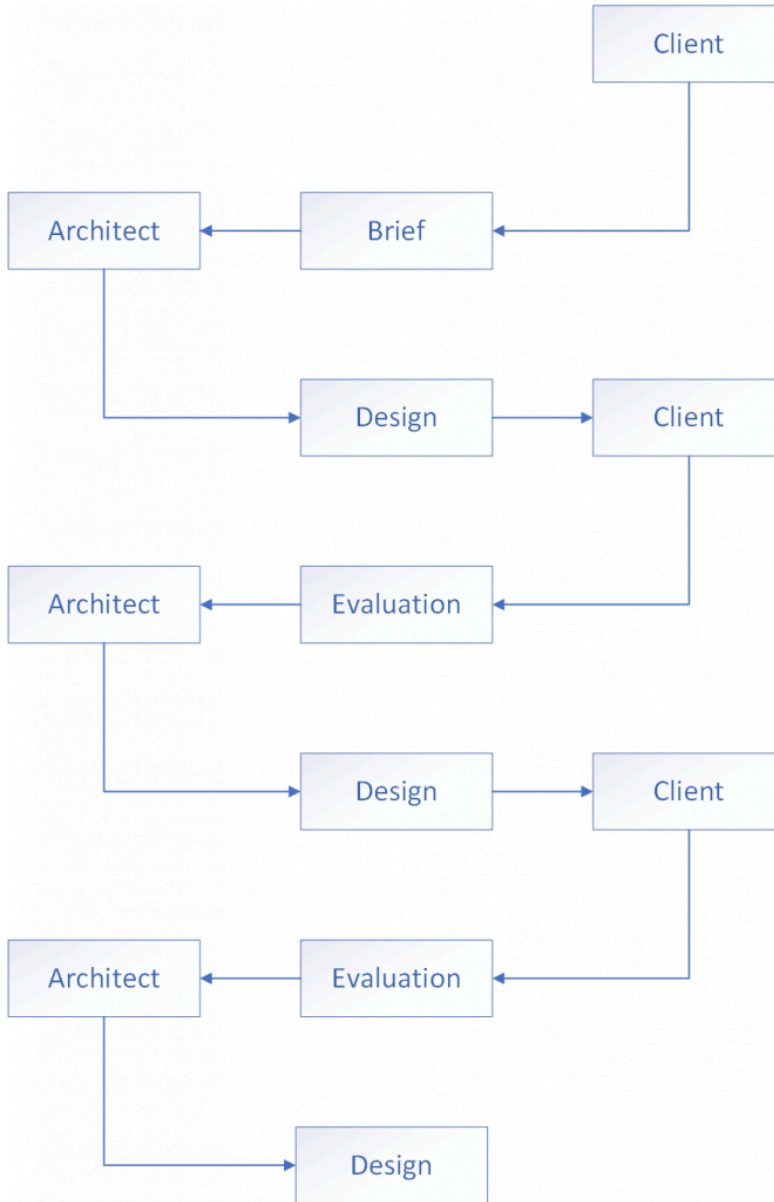 Client
Architect
Brief
Design
Client
Architect
Evaluation
Design
Client
Architect
Evaluation
Design